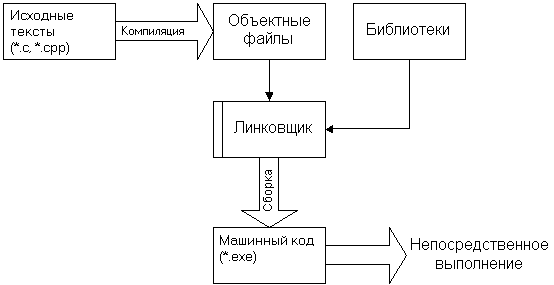 Исходные
тексты
(*.c, *.cpp)
Компиляция
Объектные
файлы
Библиотеки
Линковщик
Сборка
Машинный код
(*.exe)
Непосредственное
выполнение